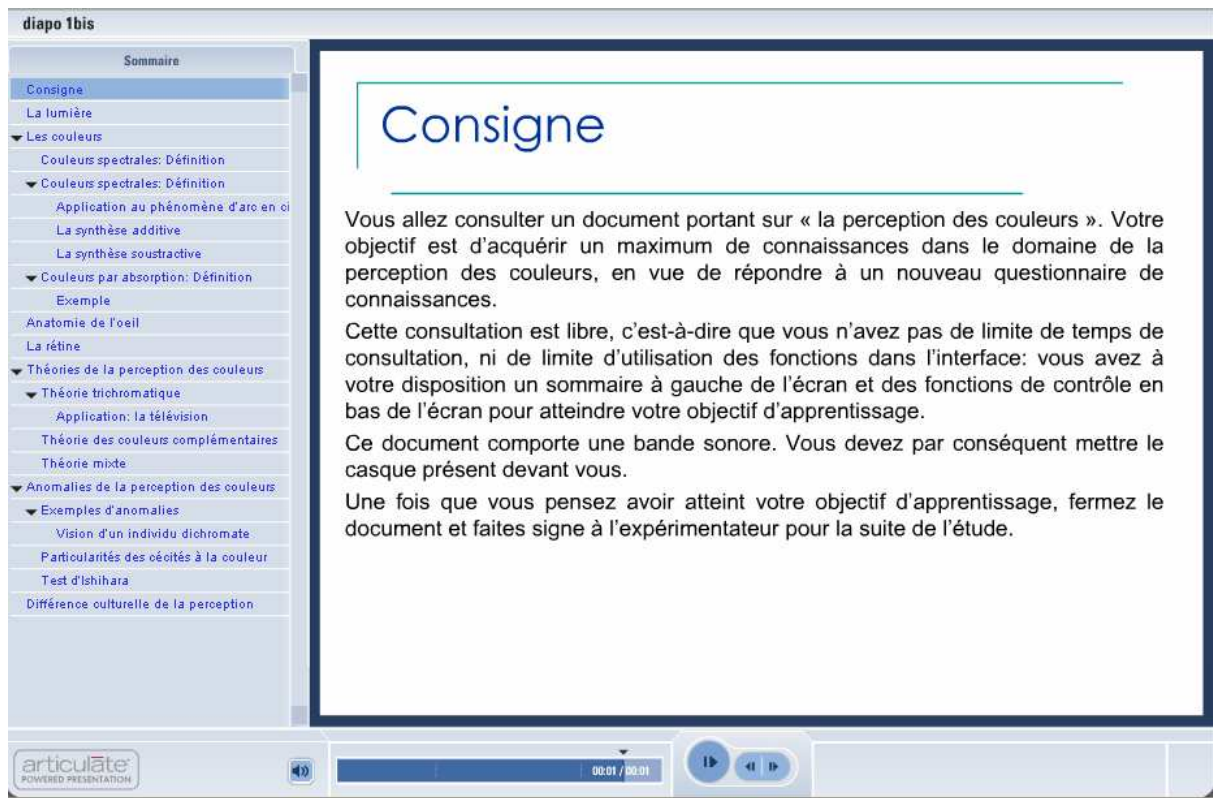 diapo 1bis
Sommaire
Consigne
La lumière
Les couleurs
Couleurs spectrales: Définition
Couleurs spectrales: Définition
Application au phénomène d'arc en ci
La synthèse additive
La synthèse soustractive
Couleurs par absorption: Définition
Exemple
Anatomie de l'oeil
La rétine
Théories de la perception des couleurs
Théorie trichromatique
Application: la télévision
Théorie des couleurs complémentaires
Théorie mixte
Anomalies de la perception des couleurs
Exemples d'anomalies
Vision d'un individu dichromate
Particularités des cécités à la couleur
Test d'Ishihara
Différence culturelle de la perception
Consigne
Vous allez consulter un document portant sur « la perception des couleurs ». Votre
objectif est d'acquérir un maximum de connaissances dans le domaine de la
perception des couleurs, en vue de répondre à un nouveau questionnaire de
connaissances.
Cette consultation est libre, c'est-à-dire que vous n'avez pas de limite de temps de
consultation, ni de limite d'utilisation des fonctions dans l'interface: vous avez à
votre disposition un sommaire à gauche de l'écran et des fonctions de contrôle en
bas de l'écran pour atteindre votre objectif d'apprentissage.
Ce document comporte une bande sonore. Vous devez par conséquent mettre le
casque présent devant vous.
Une fois que vous pensez avoir atteint votre objectif d'apprentissage, fermez le
document et faites signe à l'expérimentateur pour la suite de l'étude.
articulate
POWERED PRESENTATION
00:01 / 00:01